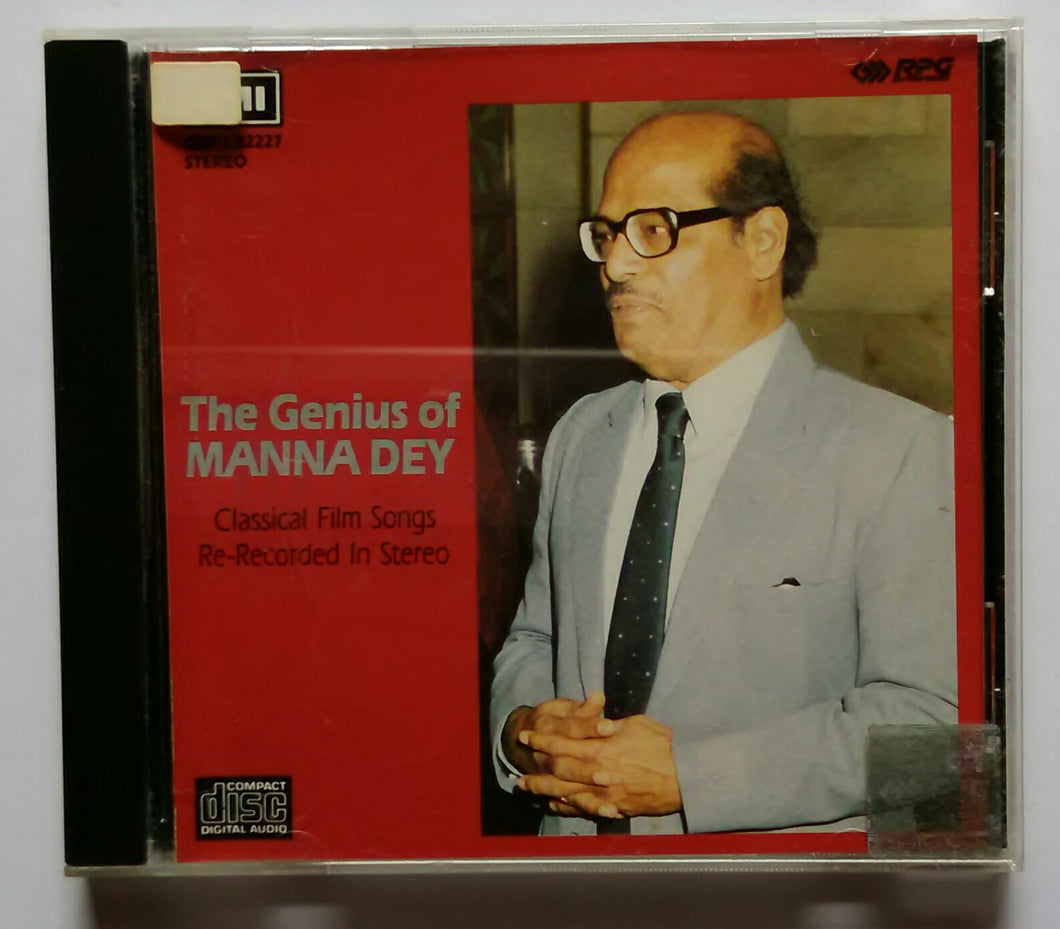 RPG
STEREO
The Genius of
MANNA DEY
Classical Film Songs
Re-Recorded In Stereo
COMPACT
disc
DIGITAL AUDIO